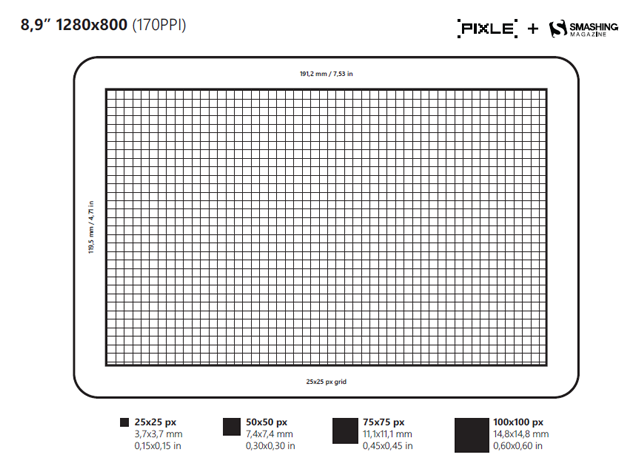 8,9” 1280x800 (170PPI)
PIXLE + SMASHING
MAGAZINE
191,2 mm / 7,53 in
119,5 mm / 4,71 in
25x25 px grid
25x25 px
3,7x3,7 mm
0,15x0,15 in
50x50 px
7,4x7,4 mm
0,30x0,30 in
75x75 px
11,1x11,1 mm
0,45x0,45 in
100x100 px
14,8x14,8 mm
0,60x0,60 in